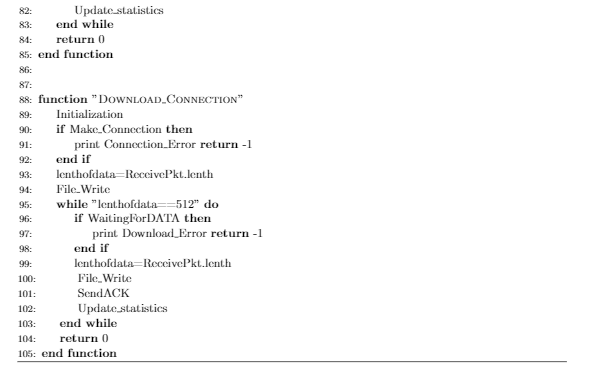 82: Update_statistics
83: end while
84: return 0
85: end function
86:
87:
88: function "Download_Connection"
89: Initialization
90: if Make_Connection then
91: print Connection_Error return -1
92: end if
93: lenthofdata=ReceivePkt.lenth
94: File_Write
95: while "lenthofdata==512" do
96: if WaitingForDATA then
97: print Download_Error return -1
98: end if
99: lenthofdata=ReceivePkt.lenth
100: File_Write
101: SendACK
102: Update_statistics
103: end while
104: return 0
105: end function